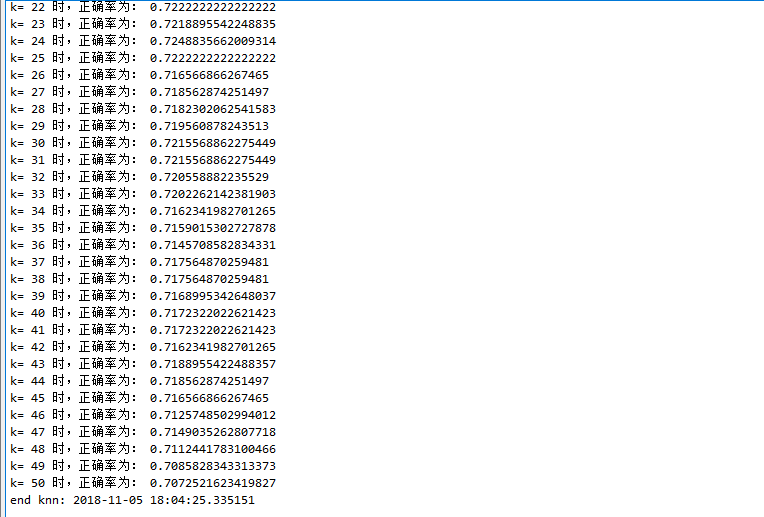 k= 22 时，正确率为： 0.7222222222222222
k= 23 时，正确率为： 0.7218895542248835
k= 24 时，正确率为： 0.7248835662009314
k= 25 时，正确率为： 0.7222222222222222
k= 26 时，正确率为： 0.716566866267465
k= 27 时，正确率为： 0.718562874251497
k= 28 时，正确率为： 0.7182302062541583
k= 29 时，正确率为： 0.719560878243513
k= 30 时，正确率为： 0.7215568862275449
k= 31 时，正确率为： 0.7215568862275449
k= 32 时，正确率为： 0.720558882235529
k= 33 时，正确率为： 0.7202262142381903
k= 34 时，正确率为： 0.7162341982701265
k= 35 时，正确率为： 0.7159015302727878
k= 36 时，正确率为： 0.7145708582834331
k= 37 时，正确率为： 0.717564870259481
k= 38 时，正确率为： 0.717564870259481
k= 39 时，正确率为： 0.7168995342648037
k= 40 时，正确率为： 0.7172322022621423
k= 41 时，正确率为： 0.7172322022621423
k= 42 时，正确率为： 0.7162341982701265
k= 43 时，正确率为： 0.7188955422488357
k= 44 时，正确率为： 0.718562874251497
k= 45 时，正确率为： 0.716566866267465
k= 46 时，正确率为： 0.7125748502994012
k= 47 时，正确率为： 0.7149035262807718
k= 48 时，正确率为： 0.7112441783100466
k= 49 时，正确率为： 0.7085828343313373
k= 50 时，正确率为： 0.7072521623419827
end knn: 2018-11-05 18:04:25.335151